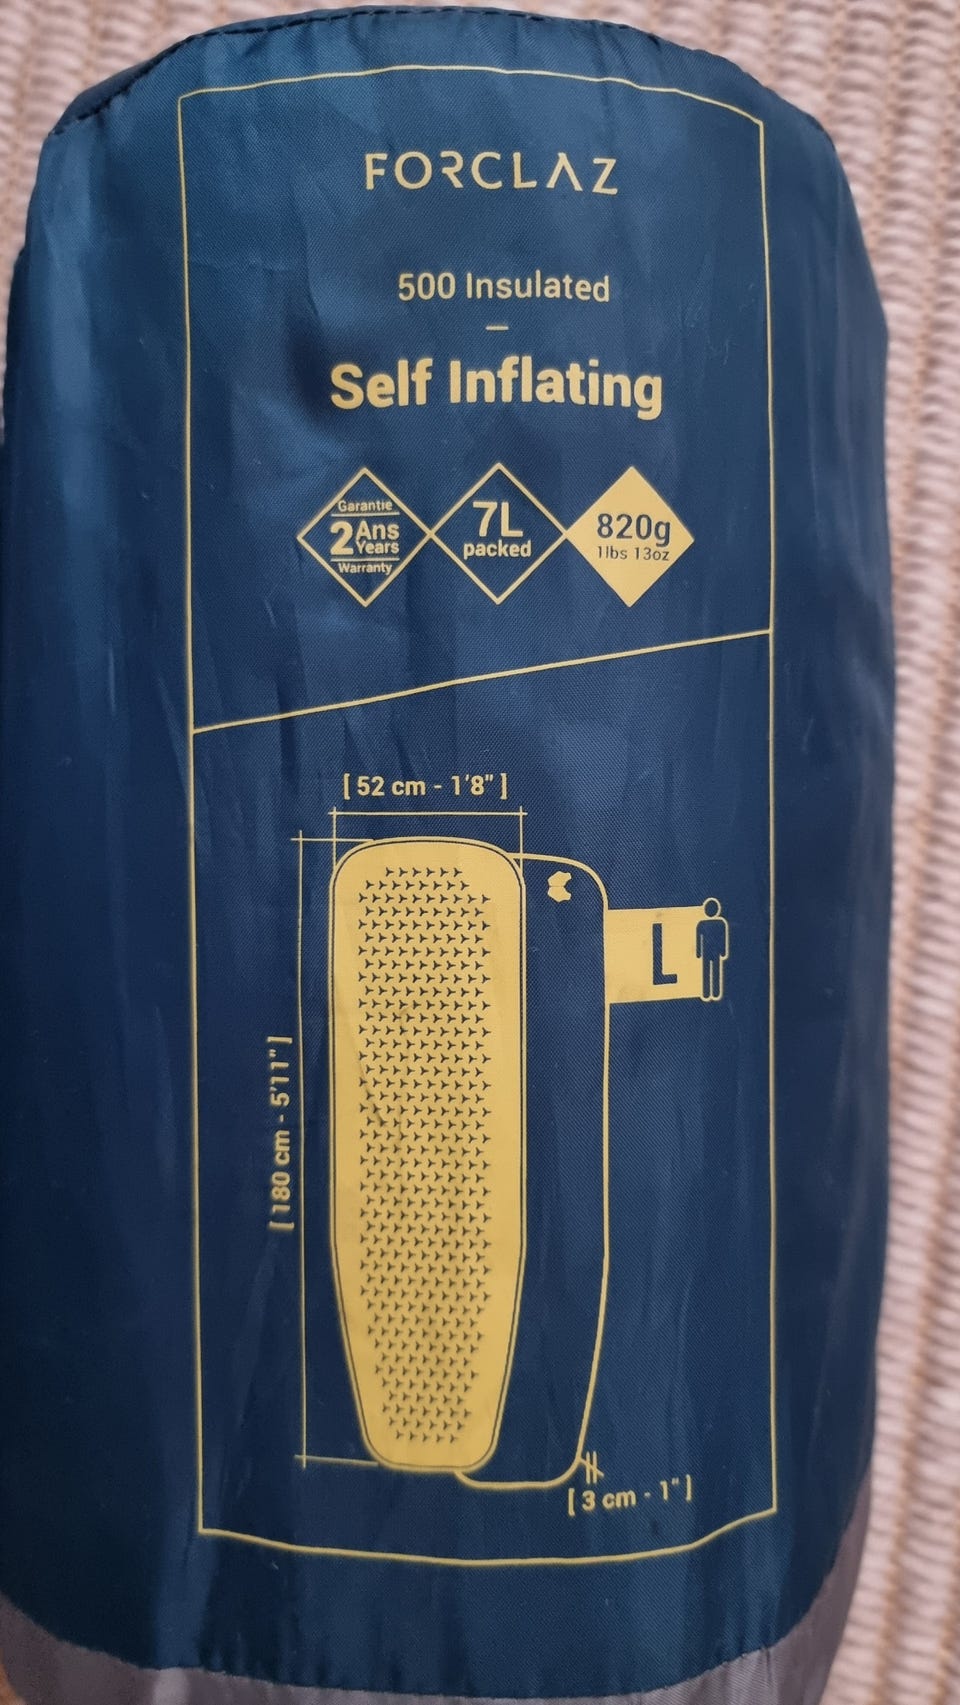 FORCLAZ
500 Insulated
Self Inflating
Garantie
2 Ans
Years
Warranty
7L
packed
820g
1lbs 13oz
[ 52 cm - 1'8" ]
L
[ 180 cm - 5'11" ]
[ 3 cm - 1" ]